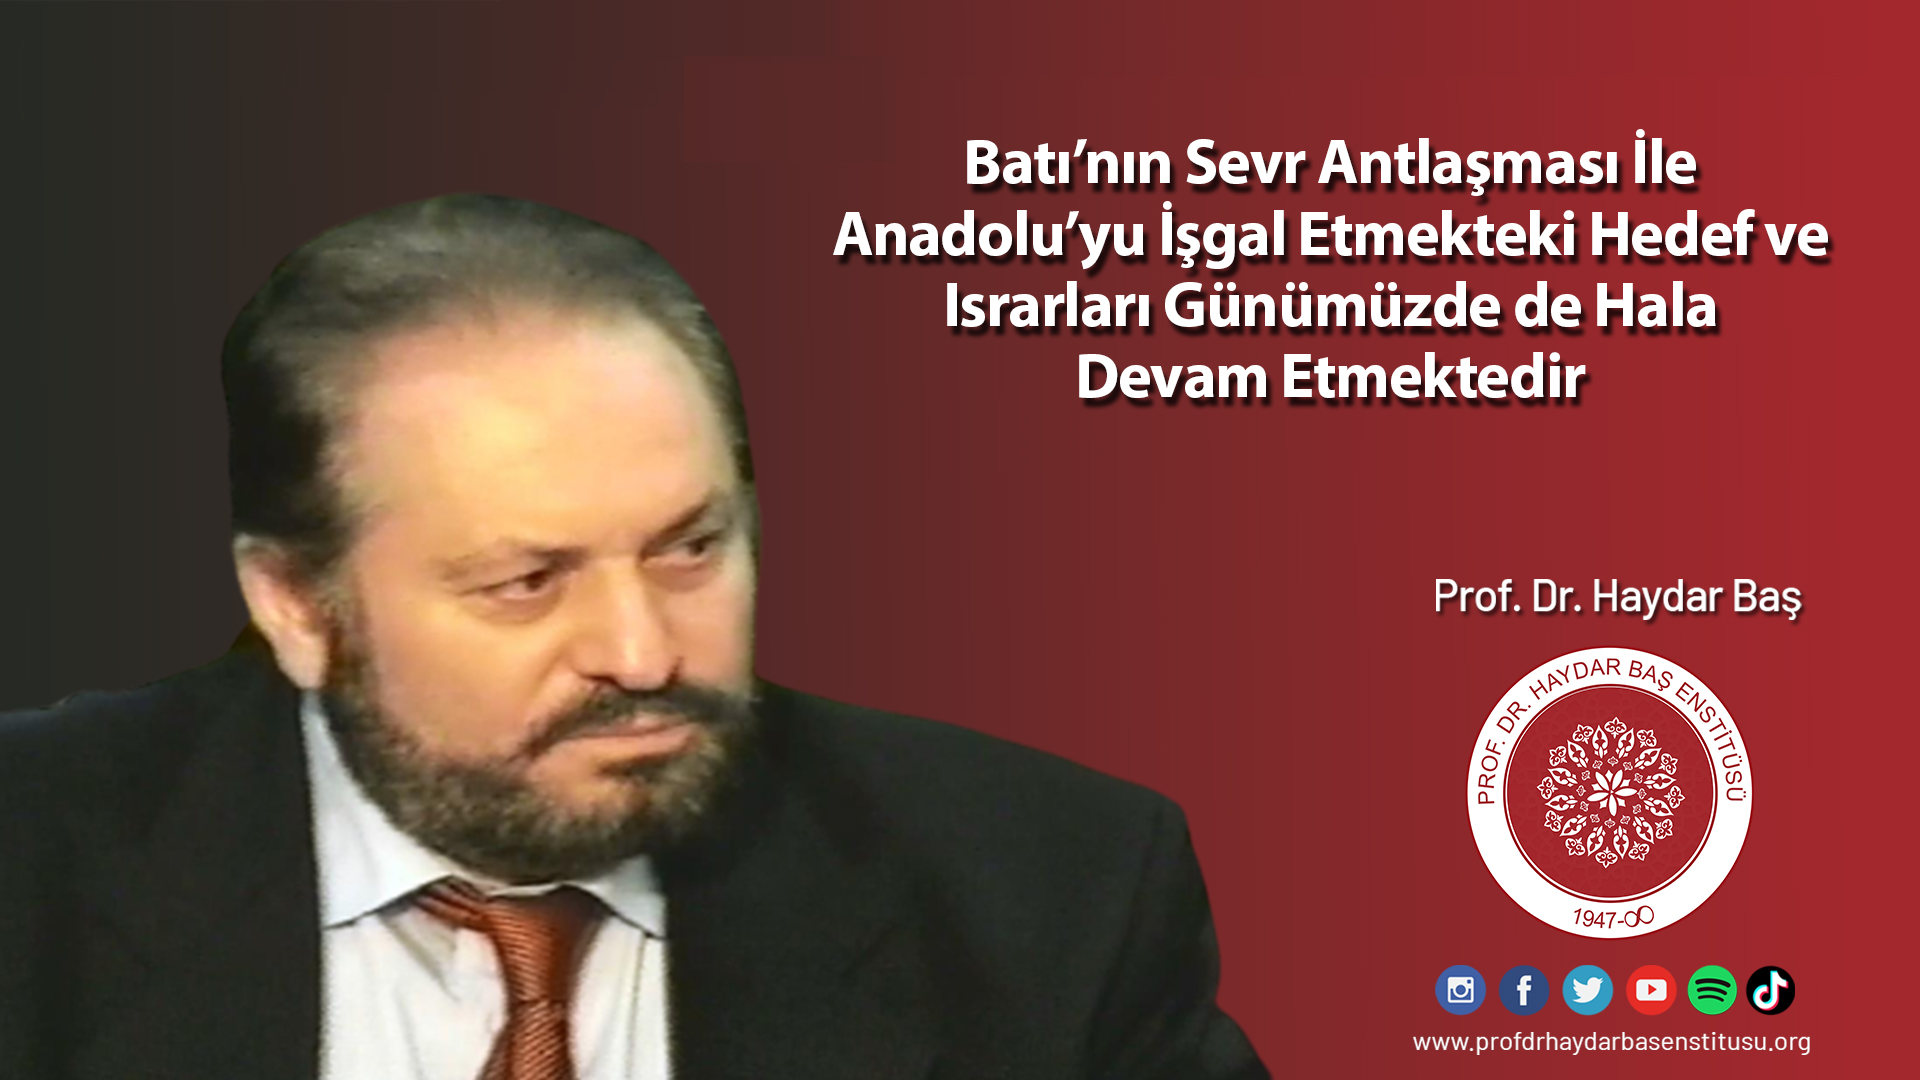 Batı’nın Sevr Antlaşması İle
Anadolu’yu İşgal Etmekteki Hedef ve
Israrları Günümüzde de Hala
Devam Etmektedir
Prof. Dr. Haydar Baş
PROF. DR. HAYDAR BAŞ ENSTİTÜSÜ
1947-∞
www.profdrhaydarbasenstitusu.org